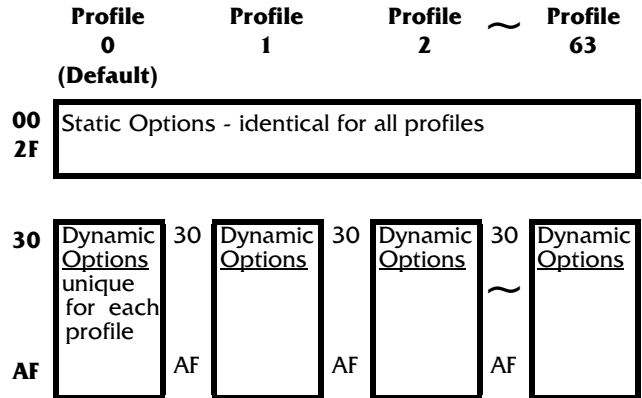 Profile Profile Profile ~ Profile
0 1 2 63
(Default)
00 Static Options - identical for all profiles
2F
30 Dynamic 30 Dynamic 30 Dynamic 30 Dynamic
Options Options Options Options
unique ~
for each
profile
AF AF AF AF